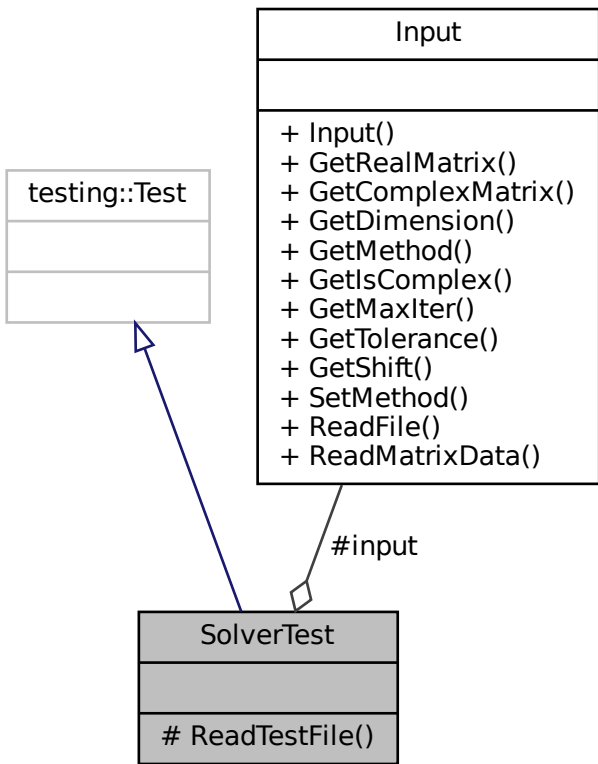 Input
+ Input()
+ GetRealMatrix()
+ GetComplexMatrix()
+ GetDimension()
+ GetMethod()
+ GetIsComplex()
+ GetMaxIter()
+ GetTolerance()
+ GetShift()
+ SetMethod()
+ ReadFile()
+ ReadMatrixData()
testing::Test
#input
SolverTest
# ReadTestFile()